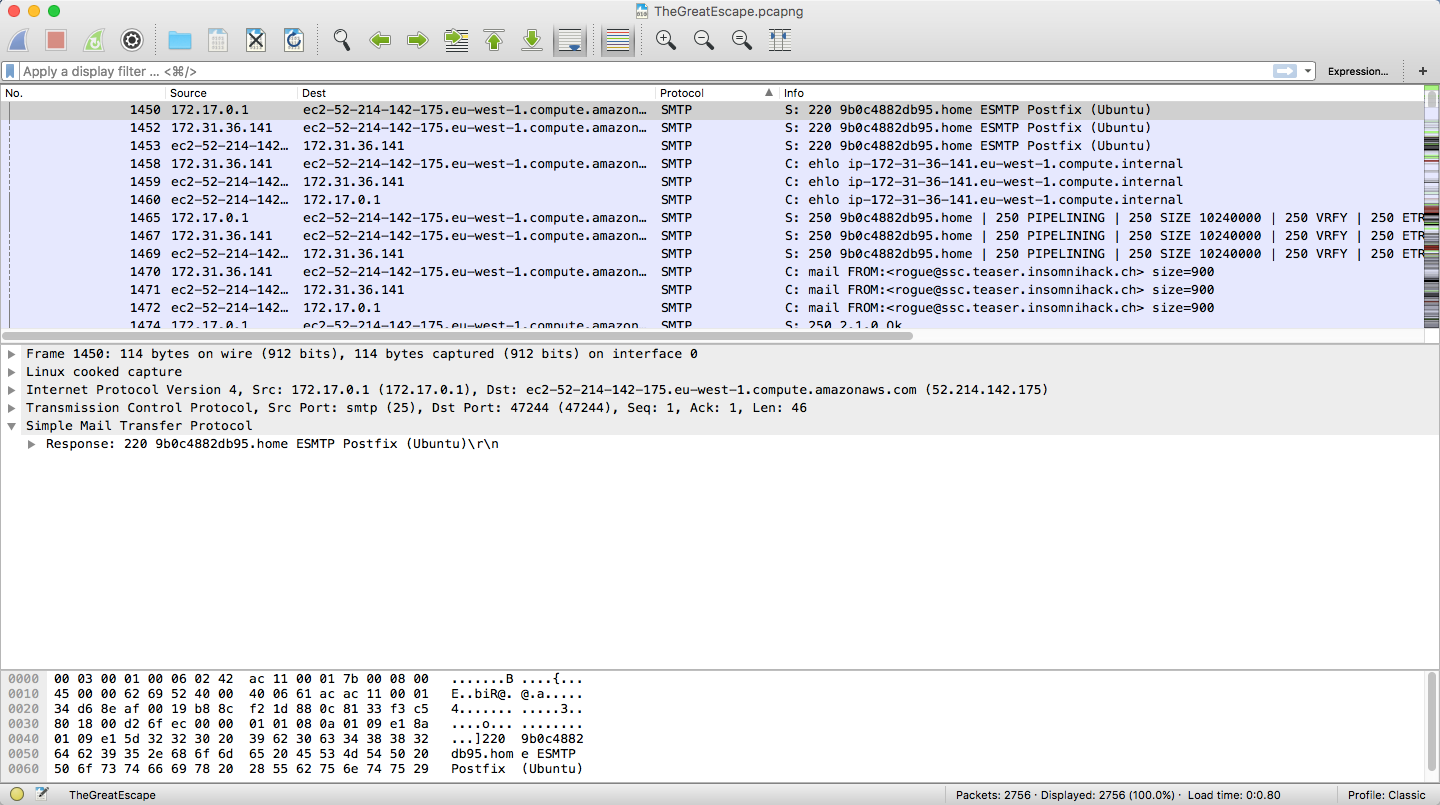 TheGreatEscape.pcapng
Apply a display filter ... <⌘/>
Expression...
+
No. Source Dest Protocol Info
1450 172.17.0.1 ec2-52-214-142-175.eu-west-1.compute.amazon… SMTP S: 220 9b0c4882db95.home ESMTP Postfix (Ubuntu)
1452 172.31.36.141 ec2-52-214-142-175.eu-west-1.compute.amazon… SMTP S: 220 9b0c4882db95.home ESMTP Postfix (Ubuntu)
1453 ec2-52-214-142… 172.31.36.141 SMTP S: 220 9b0c4882db95.home ESMTP Postfix (Ubuntu)
1458 172.31.36.141 ec2-52-214-142-175.eu-west-1.compute.amazon… SMTP C: ehlo ip-172-31-36-141.eu-west-1.compute.internal
1459 ec2-52-214-142… 172.31.36.141 SMTP C: ehlo ip-172-31-36-141.eu-west-1.compute.internal
1460 ec2-52-214-142… 172.17.0.1 SMTP C: ehlo ip-172-31-36-141.eu-west-1.compute.internal
1465 172.17.0.1 ec2-52-214-142-175.eu-west-1.compute.amazon… SMTP S: 250 9b0c4882db95.home | 250 PIPELINING | 250 SIZE 10240000 | 250 VRFY | 250 ETR
1467 172.31.36.141 ec2-52-214-142-175.eu-west-1.compute.amazon… SMTP S: 250 9b0c4882db95.home | 250 PIPELINING | 250 SIZE 10240000 | 250 VRFY | 250 ETR
1469 ec2-52-214-142… 172.31.36.141 SMTP S: 250 9b0c4882db95.home | 250 PIPELINING | 250 SIZE 10240000 | 250 VRFY | 250 ETR
1470 172.31.36.141 ec2-52-214-142-175.eu-west-1.compute.amazon… SMTP C: mail FROM:<rogue@ssc.teaser.insomnihack.ch> size=900
1471 ec2-52-214-142… 172.31.36.141 SMTP C: mail FROM:<rogue@ssc.teaser.insomnihack.ch> size=900
1472 ec2-52-214-142… 172.17.0.1 SMTP C: mail FROM:<rogue@ssc.teaser.insomnihack.ch> size=900
1474 172.17.0.1 ec2-52-214-142-175.eu-west-1.compute.amazon… SMTP S: 250 2.1.0 Ok
Frame 1450: 114 bytes on wire (912 bits), 114 bytes captured (912 bits) on interface 0
Linux cooked capture
Internet Protocol Version 4, Src: 172.17.0.1 (172.17.0.1), Dst: ec2-52-214-142-175.eu-west-1.compute.amazonaws.com (52.214.142.175)
Transmission Control Protocol, Src Port: smtp (25), Dst Port: 47244 (47244), Seq: 1, Ack: 1, Len: 46
Simple Mail Transfer Protocol
Response: 220 9b0c4882db95.home ESMTP Postfix (Ubuntu)\r\n
0000 00 03 00 01 00 06 02 42 ac 11 00 01 7b 00 08 00 .......B ....{...
0010 45 00 00 62 69 52 40 00 40 06 61 ac ac 11 00 01 E..biR@. @.a.....
0020 34 d6 8e af 00 19 b8 8c f2 1d 88 0c 81 33 f3 c5 4....... .....3..
0030 80 18 00 d2 6f ec 00 00 01 01 08 0a 01 09 e1 8a ....o... ........
0040 01 09 e1 5d 32 32 30 20 39 62 30 63 34 38 38 32 ...]220 9b0c4882
0050 64 62 39 35 2e 68 6f 6d 65 20 45 53 4d 54 50 20 db95.hom e ESMTP
0060 50 6f 73 74 66 69 78 20 28 55 62 75 6e 74 75 29 Postfix (Ubuntu)
TheGreatEscape
Packets: 2756 · Displayed: 2756 (100.0%) · Load time: 0:0.80
Profile: Classic